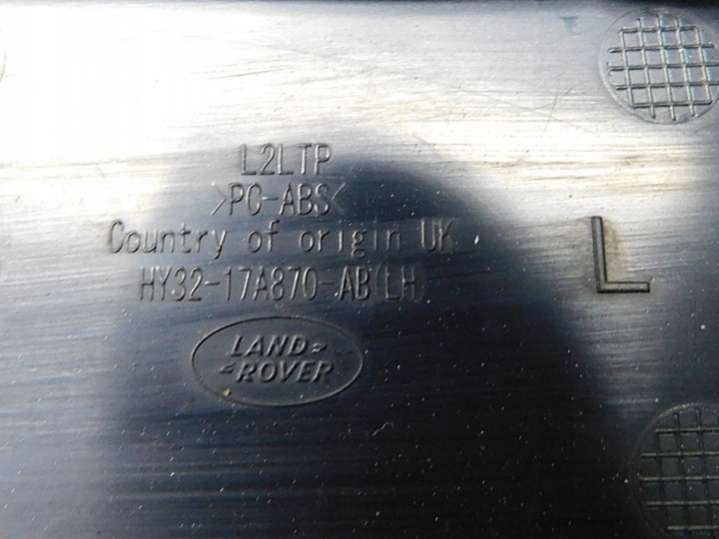 L2LTP
>PC-ABS<
Country of origin UK
HY32-17A870-AB(LH)
L
LAND
ROVER